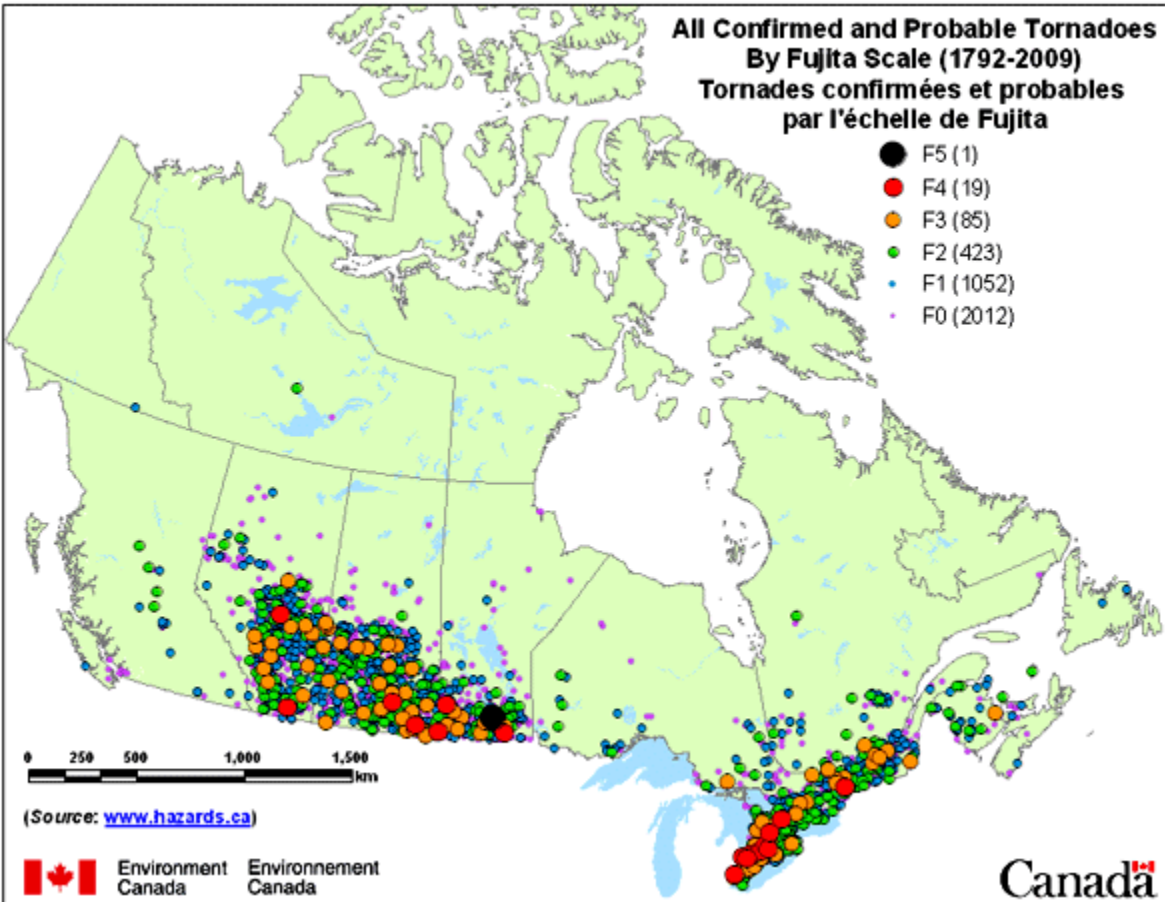 All Confirmed and Probable Tornadoes
By Fujita Scale (1792-2009)
Tornades confirmées et probables
par l'échelle de Fujita
F5 (1)
F4 (19)
F3 (85)
F2 (423)
F1 (1052)
F0 (2012)
0 250 500 1,000 1,500
km
(Source: www.hazards.ca)
Environment Environnement
Canada Canada
Canada